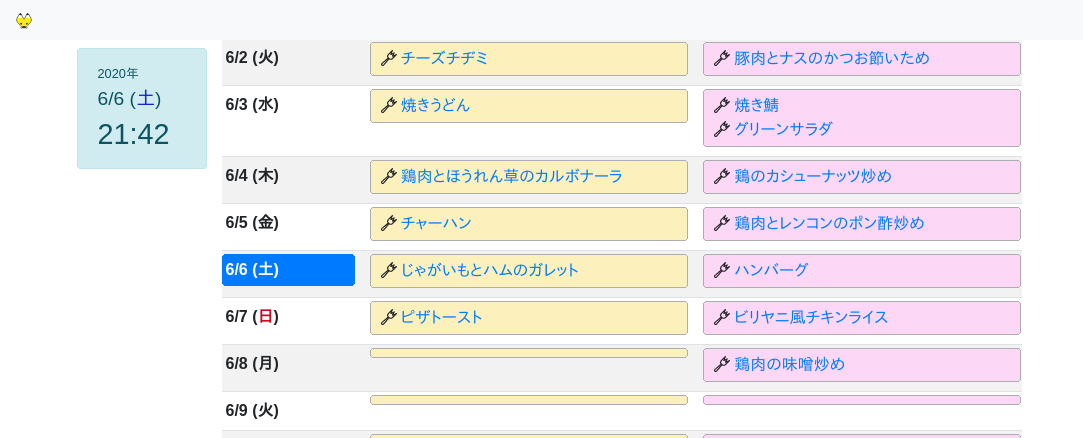 2020年
6/6 (土)
21:42
6/2 (火)
チーズチヂミ
豚肉とナスのかつお節いため
6/3 (水)
焼きうどん
焼き鯖
グリーンサラダ
6/4 (木)
鶏肉とほうれん草のカルボナーラ
鶏のカシューナッツ炒め
6/5 (金)
チャーハン
鶏肉とレンコンのポン酢炒め
6/6 (土)
じゃがいもとハムのガレット
ハンバーグ
6/7 (日)
ピザトースト
ビリヤニ風チキンライス
6/8 (月)
鶏肉の味噌炒め
6/9 (火)